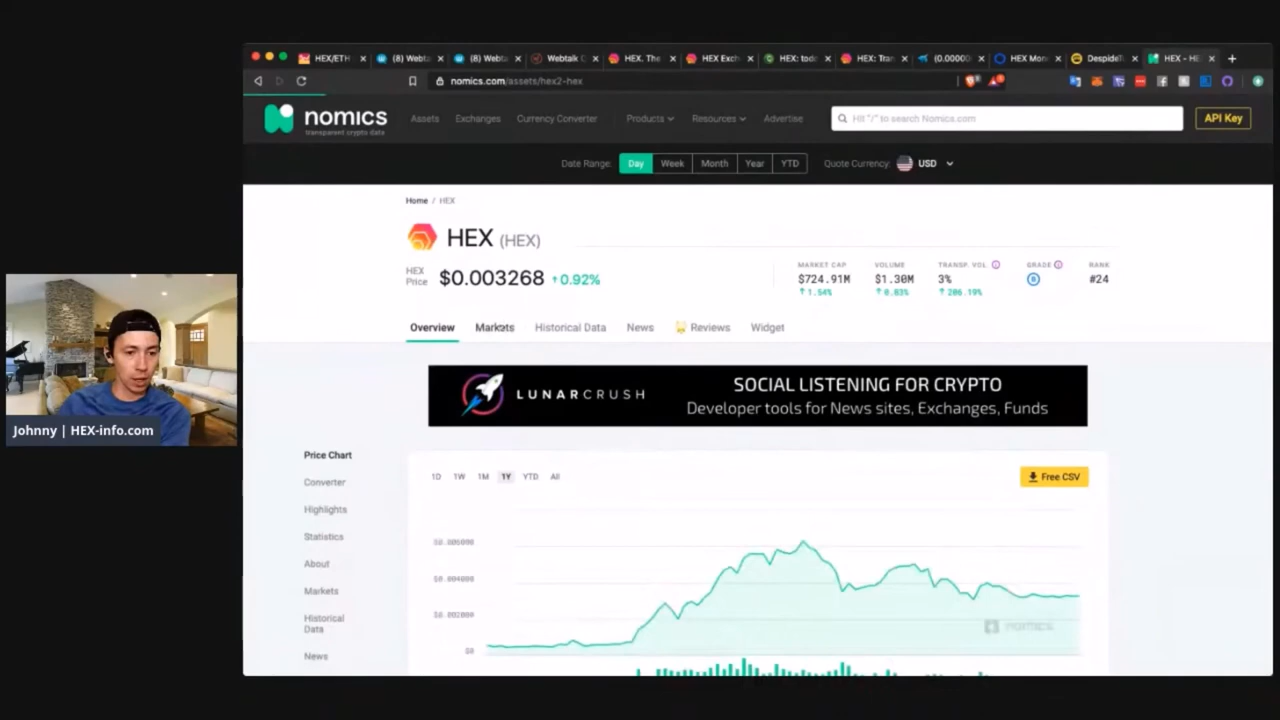 HEX/ETH
(8) Webta
(8) Webta
Webtalk
HEX. The
HEX Exch
HEX: tod
HEX: Tran
(0.0000
HEX Mon
DespideT
HEX - HE
nomics.com/assets/hex2-hex
nomics
transparent crypto data
Assets Exchanges Currency Converter Products Resources Advertise
Hit "/" to search Nomics.com
API Key
Date Range: Day Week Month Year YTD Quote Currency: USD
Home / HEX
HEX (HEX)
HEX Price $0.003268 ↑0.92%
MARKET CAP VOLUME TRANSP. VOL GRADE RANK
$724.91M $1.30M 3% B #24
↑ 1.54% ↑ 0.83% ↑ 206.19%
Overview Markets Historical Data News Reviews Widget
LUNARCRUSH
SOCIAL LISTENING FOR CRYPTO
Developer tools for News sites, Exchanges, Funds
Johnny | HEX-info.com
Price Chart
Converter
Highlights
Statistics
About
Markets
Historical
Data
News
1D 1W 1M 1Y YTD All
Free CSV
$0.006000
$0.004000
$0.002000
$0
nomics